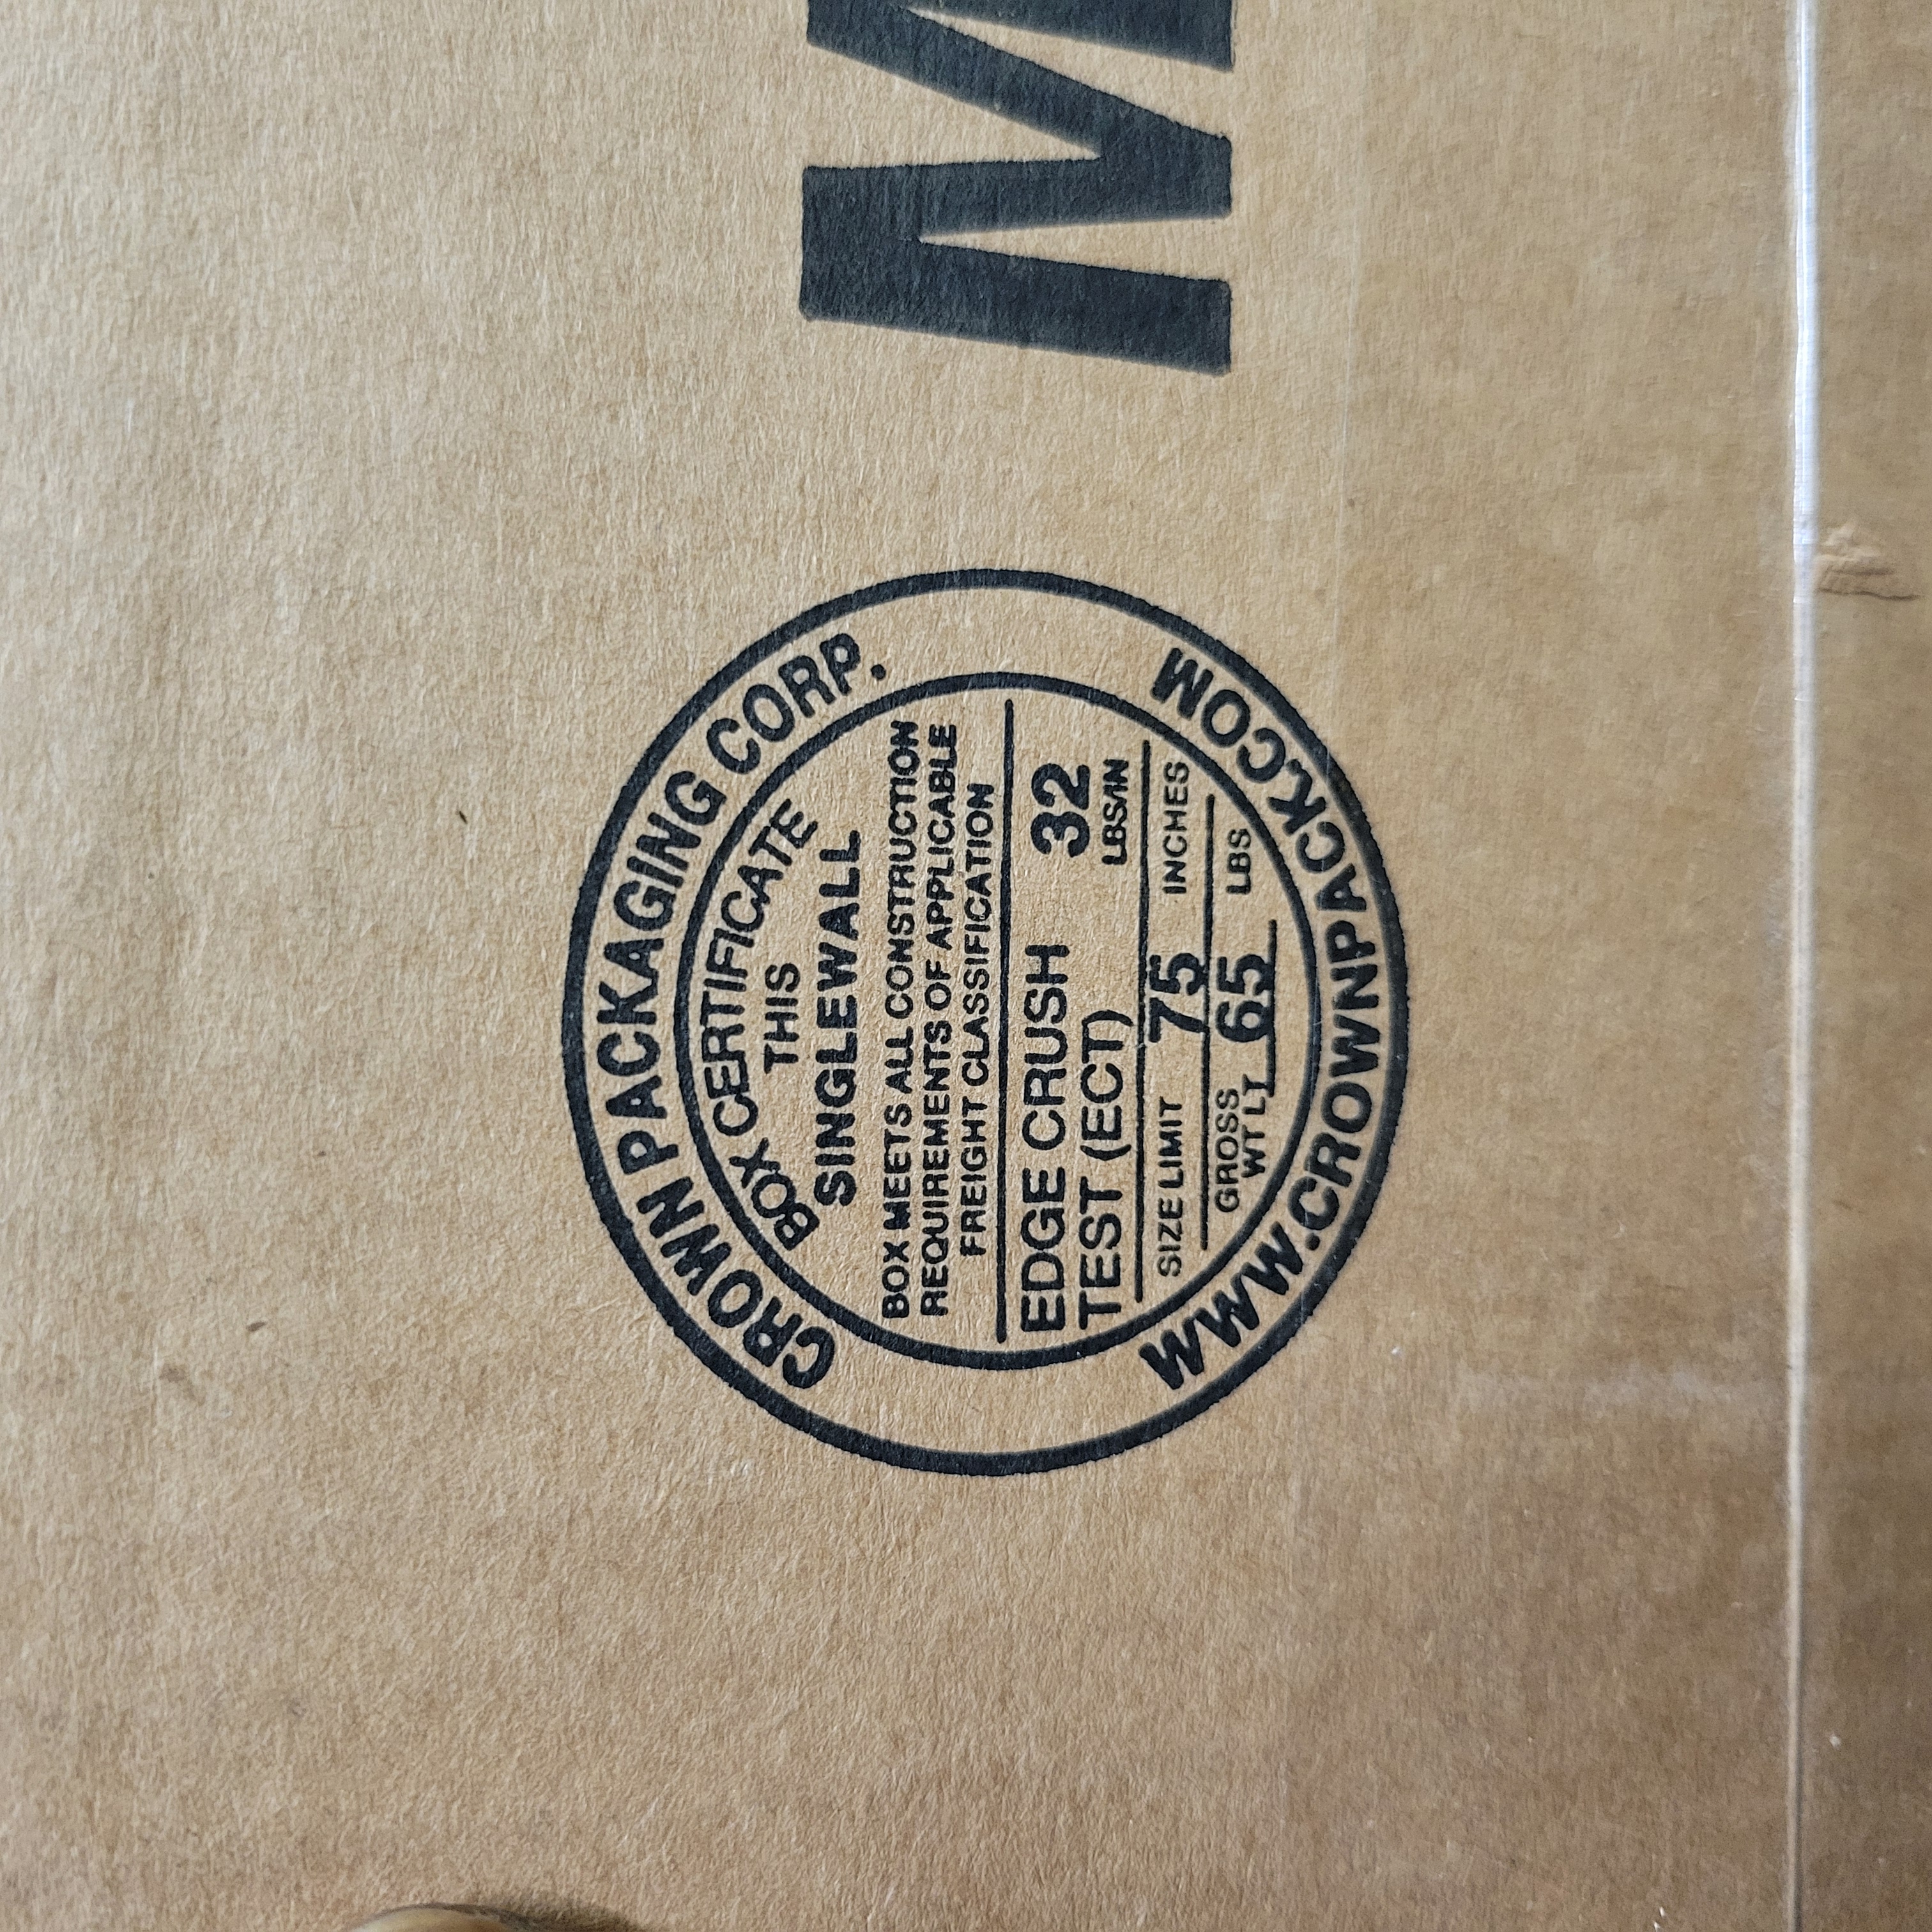 CROWN PACKAGING CORP.
BOX CERTIFICATE
THIS
SINGLEWALL
BOX MEETS ALL CONSTRUCTION
REQUIREMENTS OF APPLICABLE
FREIGHT CLASSIFICATION
EDGE CRUSH
TEST (ECT) 32
LBS/IN
SIZE LIMIT 75 INCHES
GROSS
WT LT 65 LBS
WWW.CROWNPACK.COM